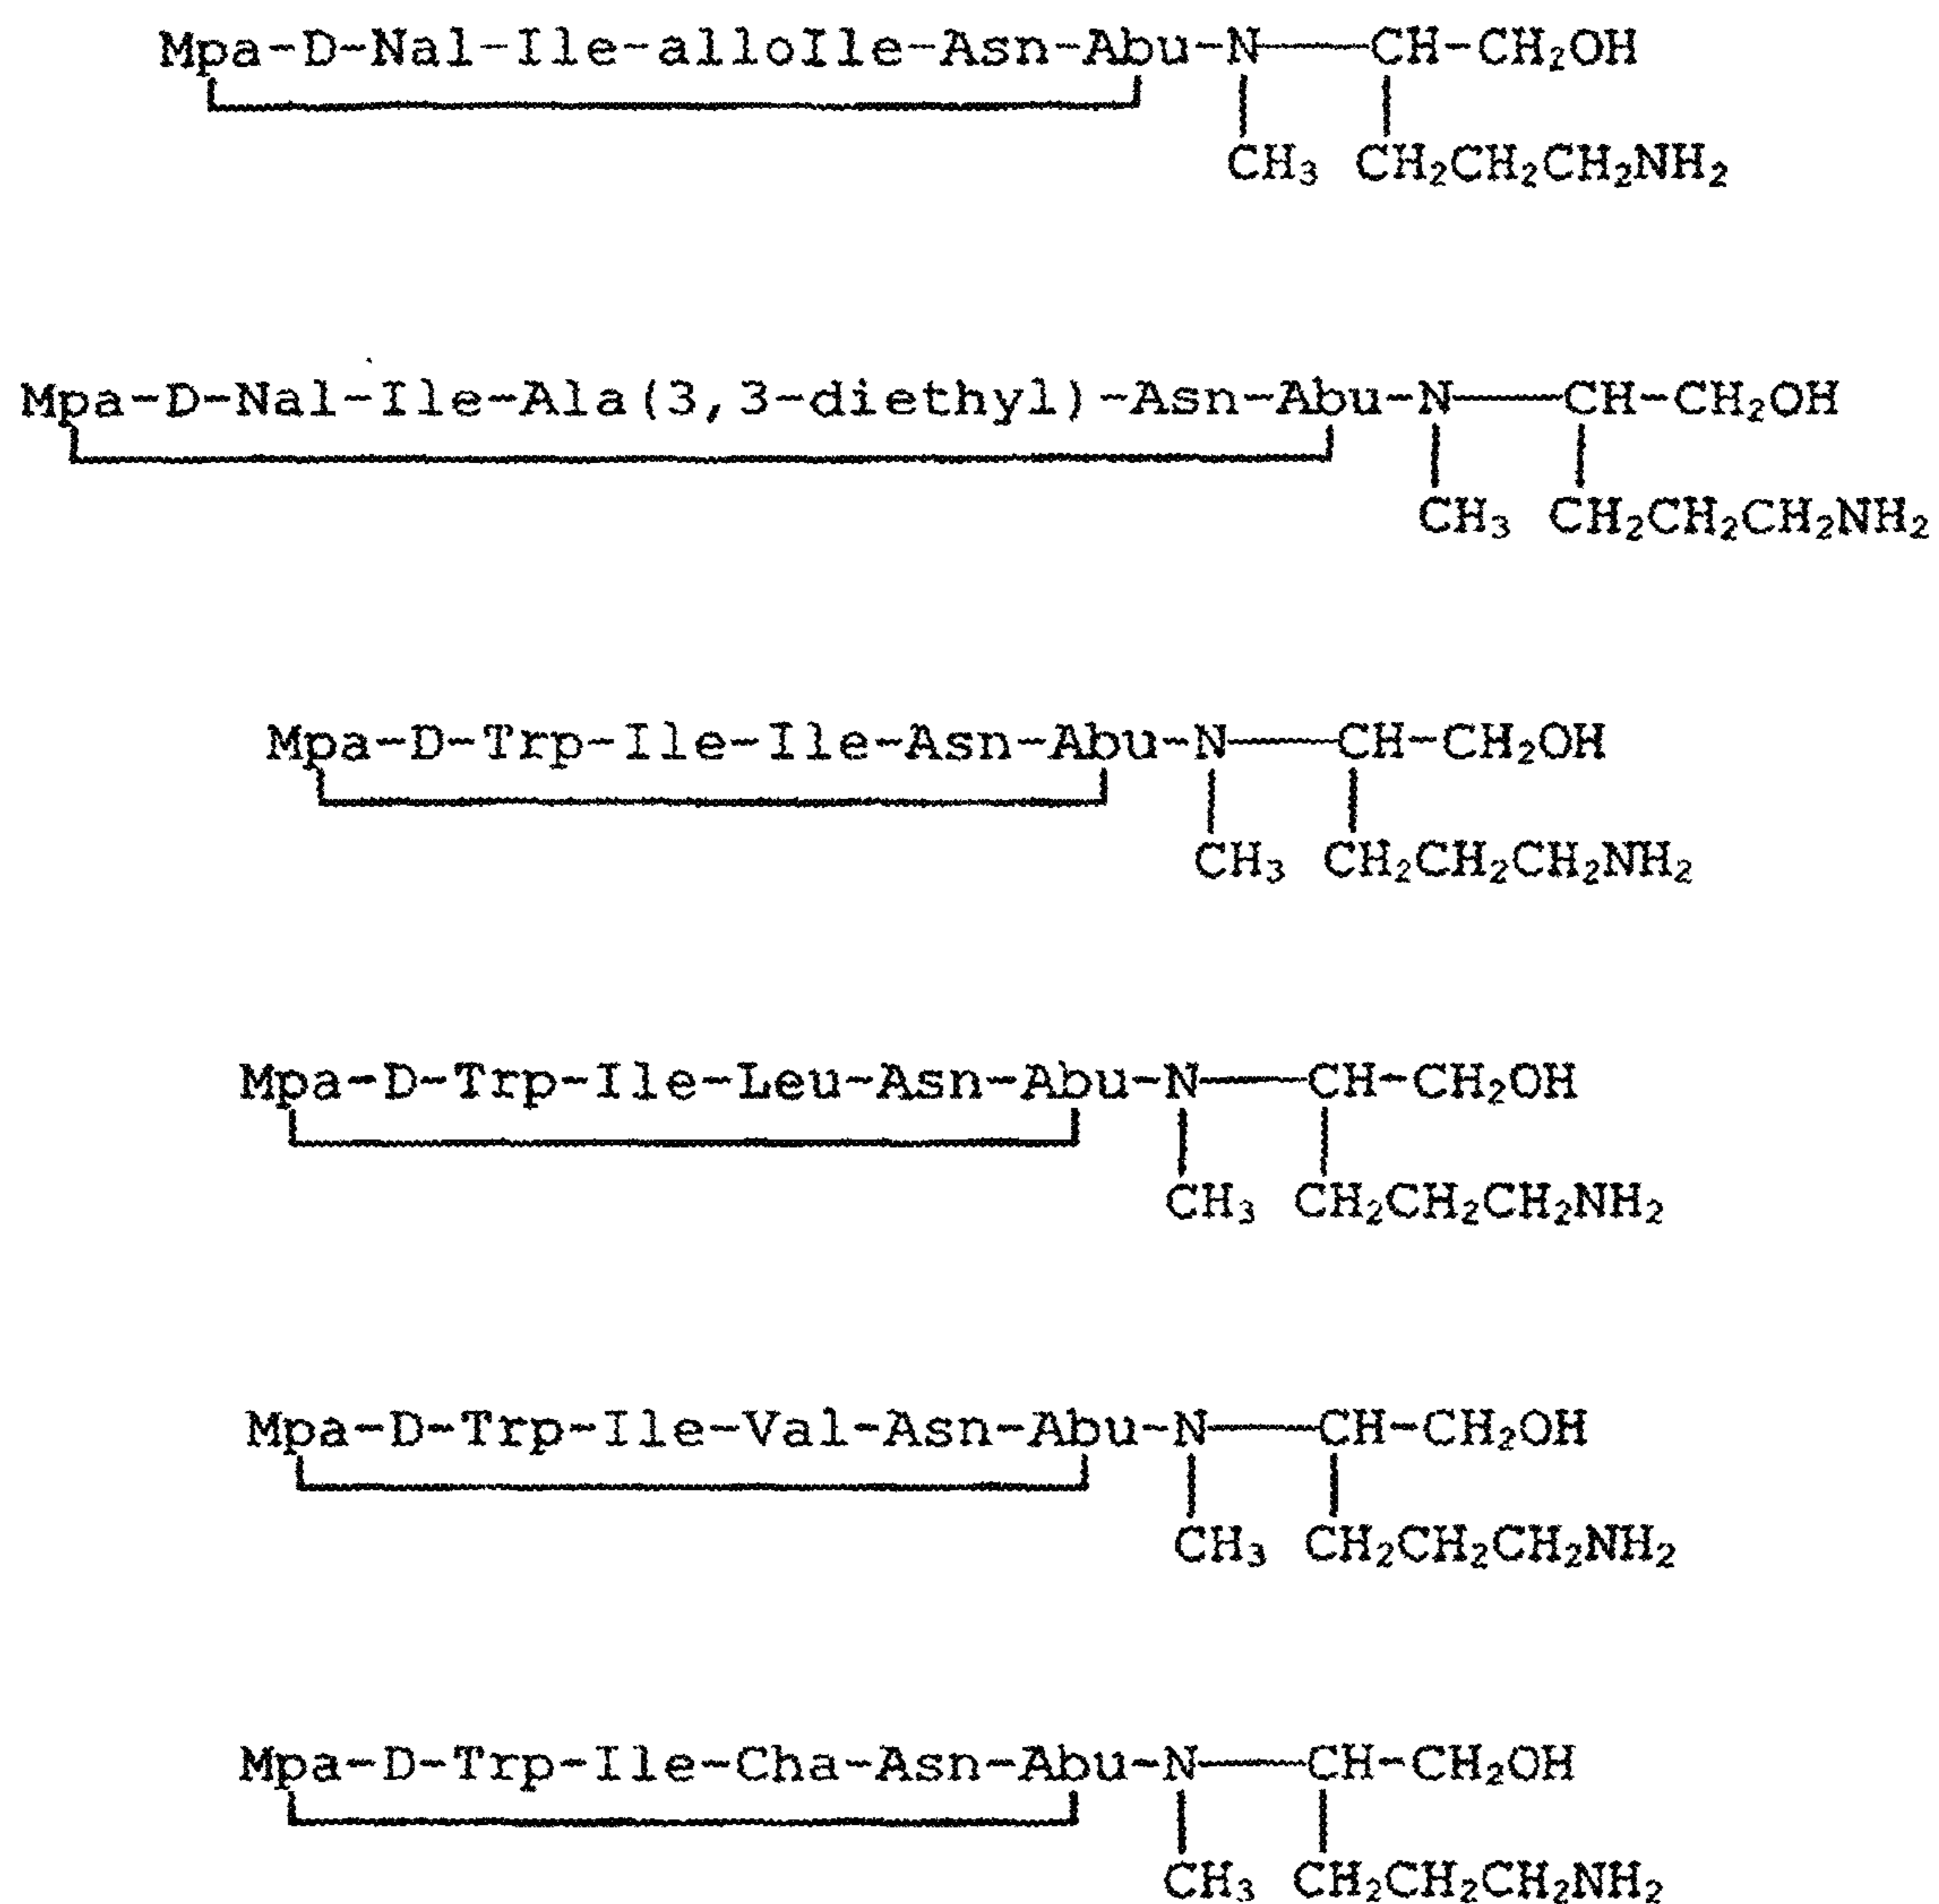 Mpa-D-Nal-Ile-alloIle-Asn-Abu-N—CH-CH₂OH
CH₃ CH₂CH₂CH₂NH₂
Mpa-D-Nal-Ile-Ala(3,3-diethyl)-Asn-Abu-N—CH-CH₂OH
CH₃ CH₂CH₂CH₂NH₂
Mpa-D-Trp-Ile-Ile-Asn-Abu-N—CH-CH₂OH
CH₃ CH₂CH₂CH₂NH₂
Mpa-D-Trp-Ile-Leu-Asn-Abu-N—CH-CH₂OH
CH₃ CH₂CH₂CH₂NH₂
Mpa-D-Trp-Ile-Val-Asn-Abu-N—CH-CH₂OH
CH₃ CH₂CH₂CH₂NH₂
Mpa-D-Trp-Ile-Cha-Asn-Abu-N—CH-CH₂OH
CH₃ CH₂CH₂CH₂NH₂